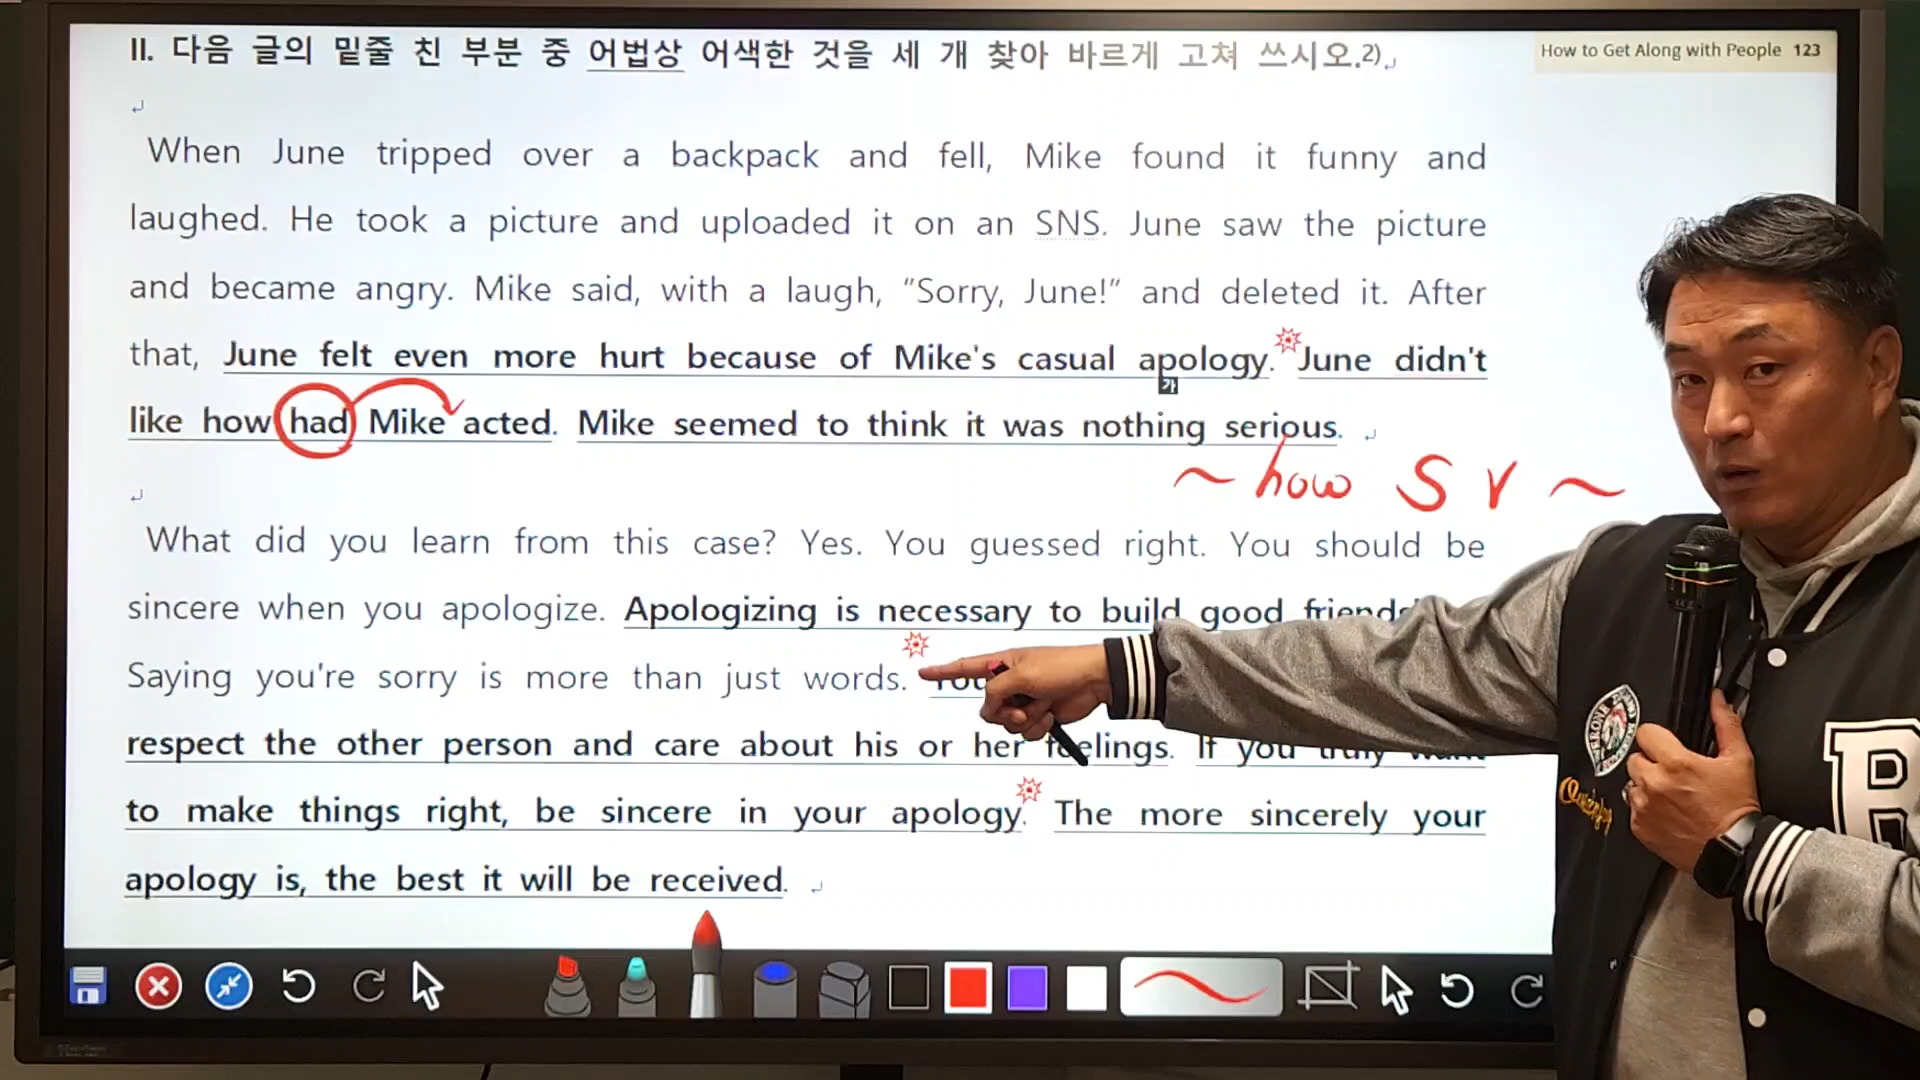 II. 다음 글의 밑줄 친 부분 중 어법상 어색한 것을 세 개 찾아 바르게 고쳐 쓰시오.2)
How to Get Along with People 123
When June tripped over a backpack and fell, Mike found it funny and
laughed. He took a picture and uploaded it on an SNS. June saw the picture
and became angry. Mike said, with a laugh, "Sorry, June!" and deleted it. After
that, June felt even more hurt because of Mike's casual apology. June didn't
가
like how had Mike acted. Mike seemed to think it was nothing serious.
~ how S V ~
What did you learn from this case? Yes. You guessed right. You should be
sincere when you apologize. Apologizing is necessary to build good
Saying you're sorry is more than just words.
respect the other person and care about his or her feelings. If you truly want
to make things right, be sincere in your apology. The more sincerely your
apology is, the best it will be received.
B